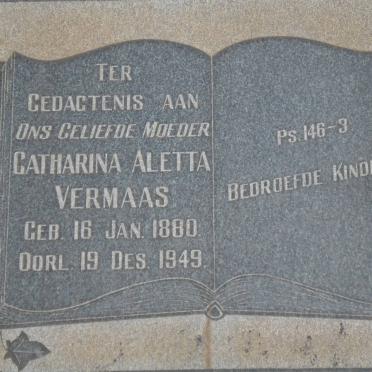 TER
GEDACTENIS AAN
ONS GELIEFDE MOEDER
CATHARINA ALETTA
VERMAAS
GEB. 16 JAN. 1880.
OORL. 19 DES. 1949.
PS. 146-3
BEDROEFDE